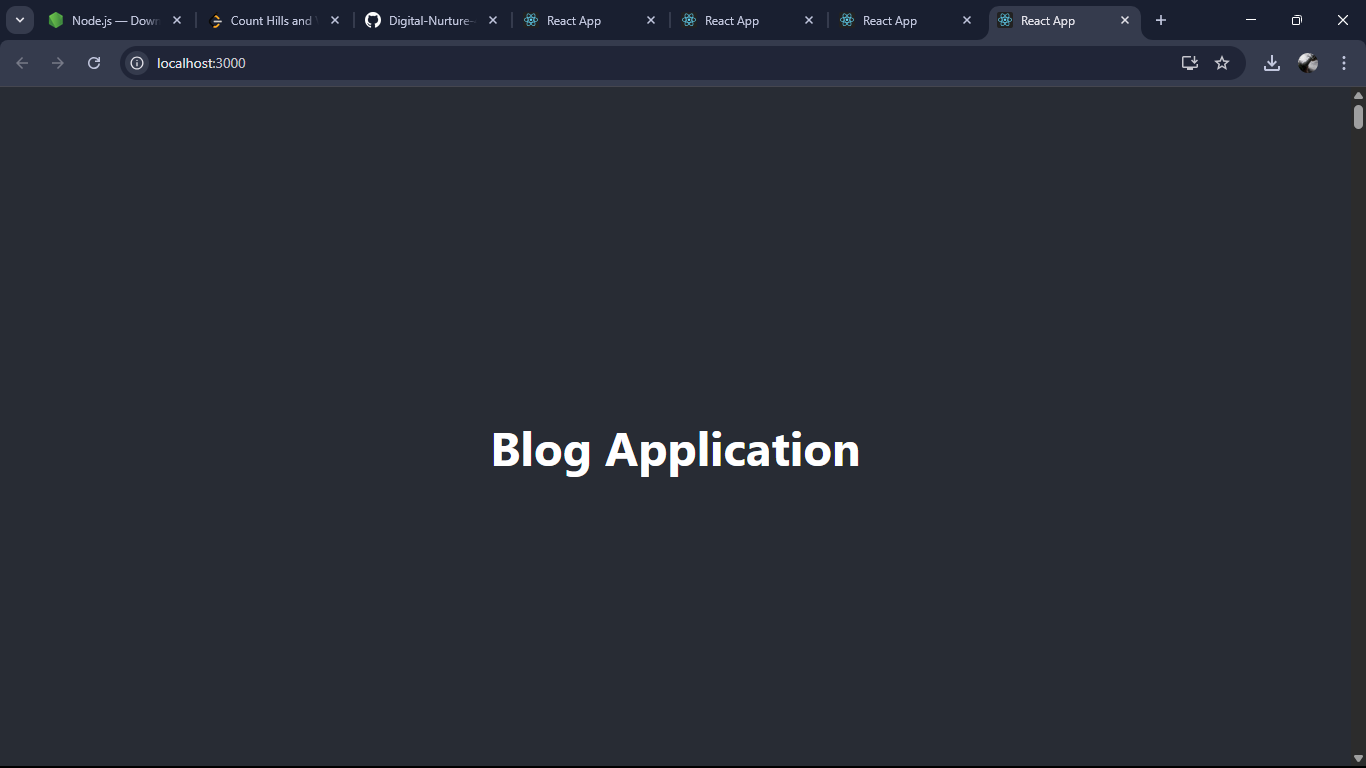 Node.js — Down
Count Hills and
Digital-Nurture-
React App
React App
React App
React App
localhost:3000
Blog Application